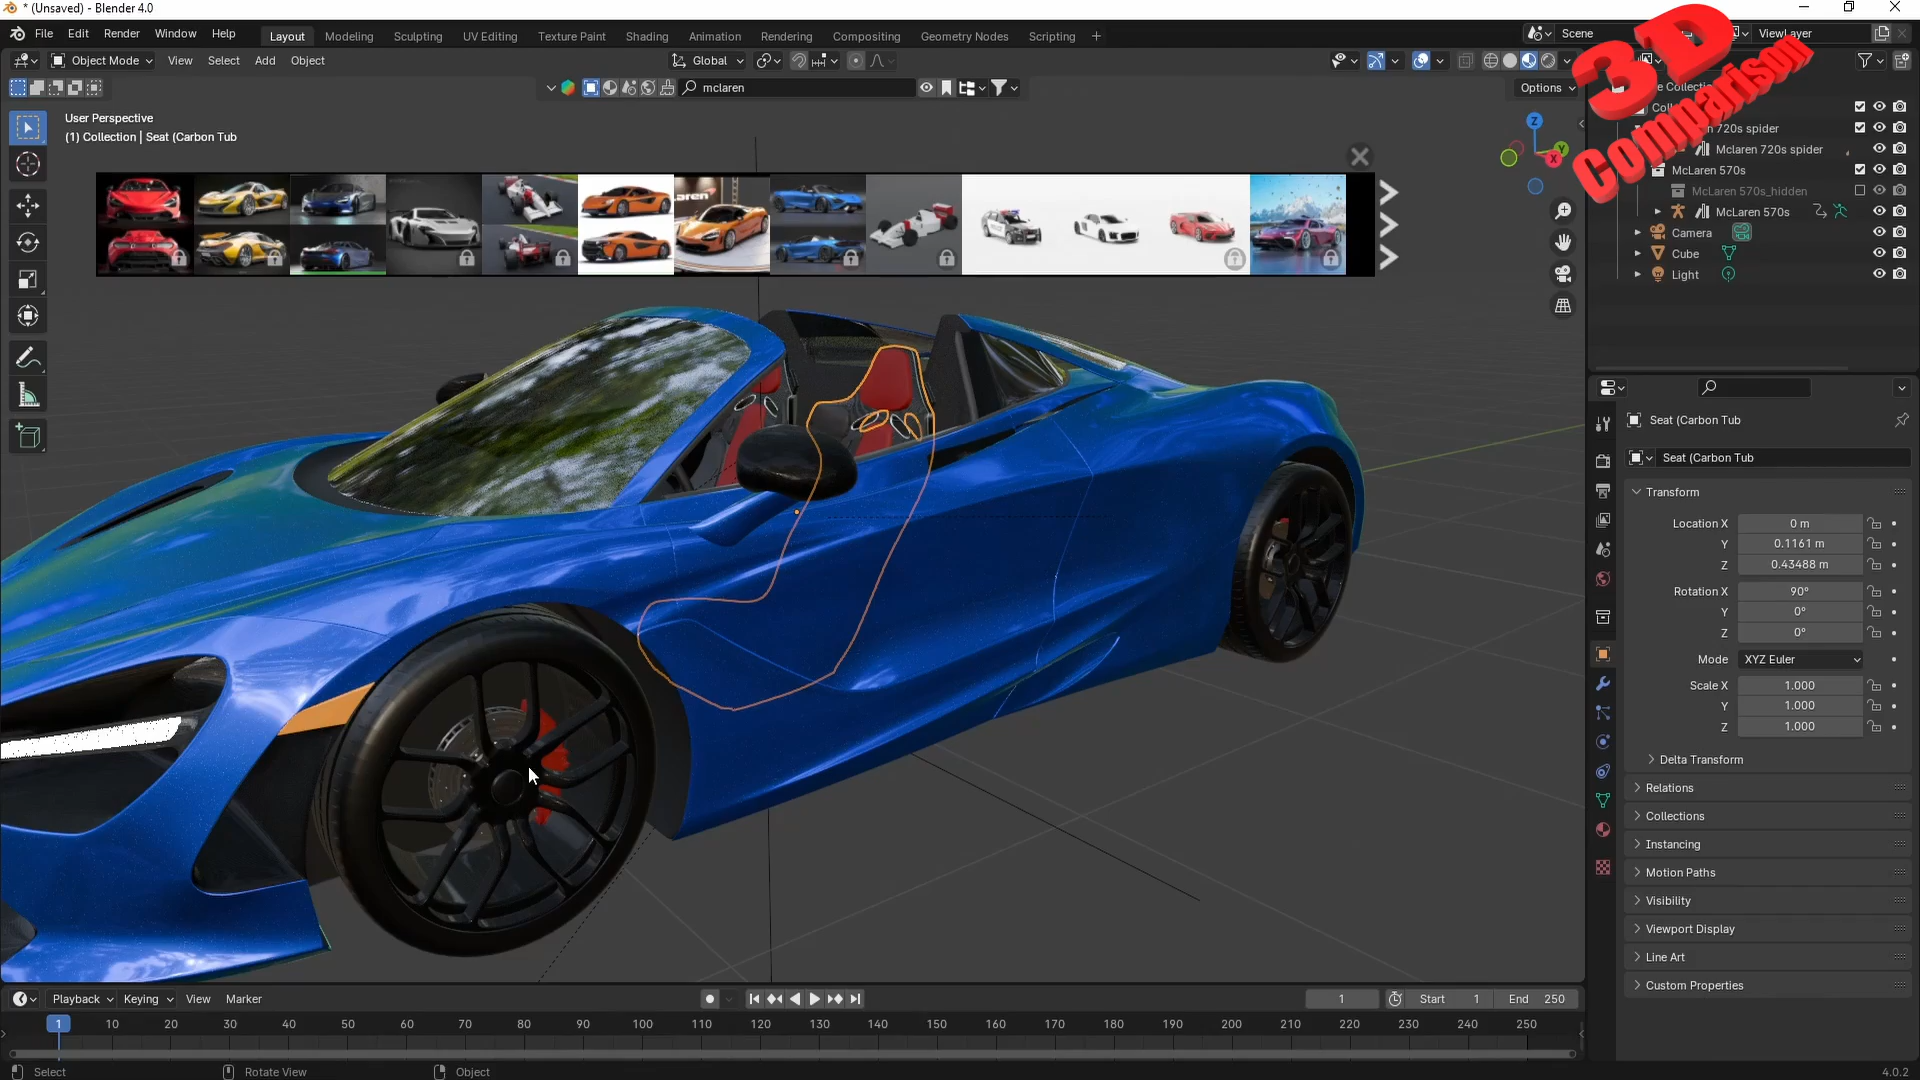 * (Unsaved) - Blender 4.0
File Edit Render Window Help
Layout Modeling Sculpting UV Editing Texture Paint Shading Animation Rendering Compositing Geometry Nodes Scripting +
Scene
ViewLayer
3D
Comparison
Object Mode View Select Add Object
Global
mclaren
Options
User Perspective
(1) Collection | Seat (Carbon Tub
Z
Y
X
720s spider
Mclaren 720s spider
McLaren 570s
McLaren 570s_hidden
McLaren 570s
Camera
Cube
Light
Seat (Carbon Tub
Seat (Carbon Tub
Transform
Location X 0 m
Y 0.1161 m
Z 0.43488 m
Rotation X 90°
Y 0°
Z 0°
Mode XYZ Euler
Scale X 1.000
Y 1.000
Z 1.000
Delta Transform
Relations
Collections
Instancing
Motion Paths
Visibility
Viewport Display
Line Art
Custom Properties
Playback Keying View Marker
1 Start 1 End 250
1 10 20 30 40 50 60 70 80 90 100 110 120 130 140 150 160 170 180 190 200 210 220 230 240 250
Select Rotate View Object
4.0.2